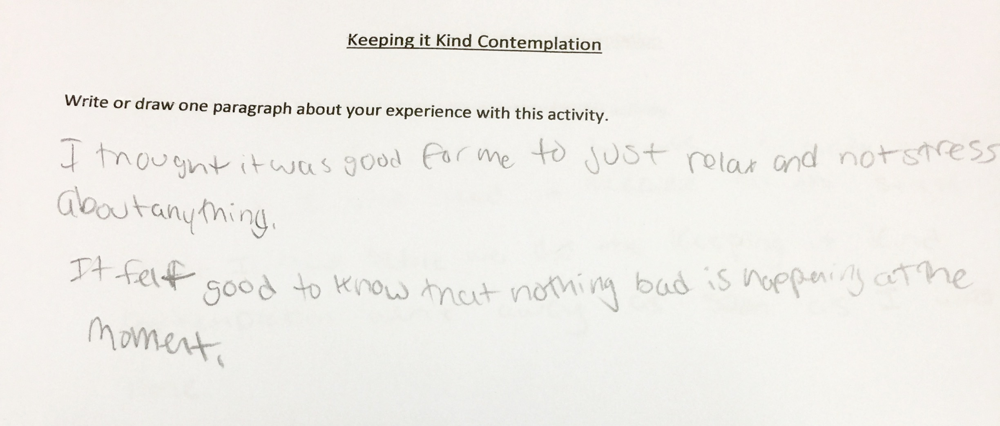 Keeping it Kind Contemplation
Write or draw one paragraph about your experience with this activity.
I thought it was good for me to just relax and not stress
about anything.
It felt good to know that nothing bad is happening at the
moment.